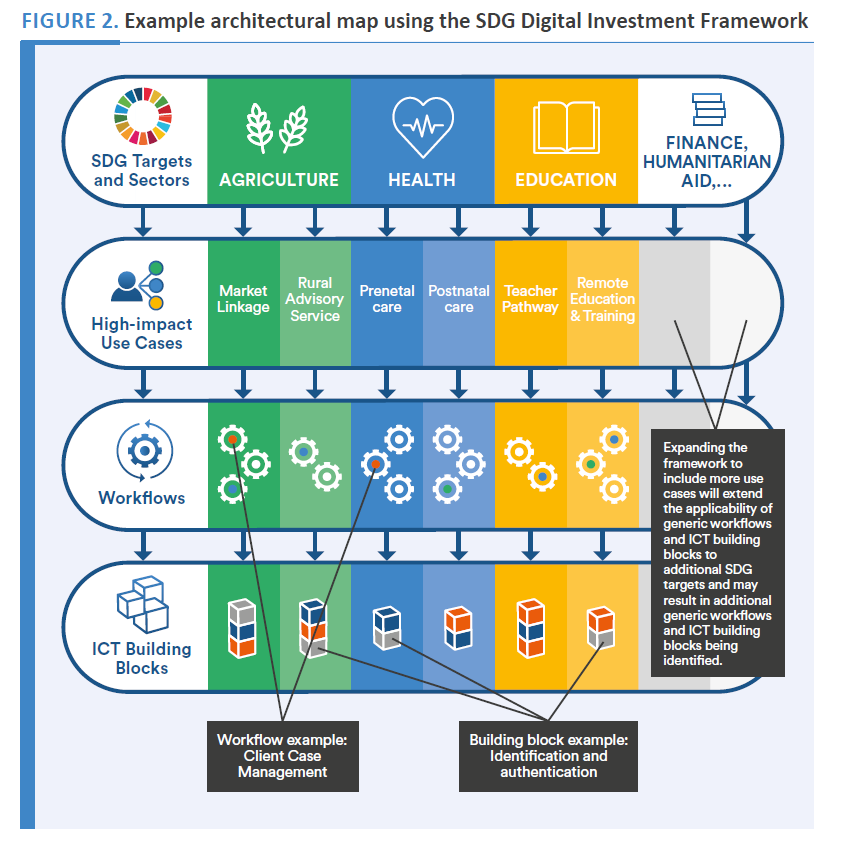 FIGURE 2. Example architectural map using the SDG Digital Investment Framework
SDG Targets
and Sectors
AGRICULTURE
HEALTH
EDUCATION
FINANCE,
HUMANITARIAN
AID,...
High-impact
Use Cases
Market
Linkage
Rural
Advisory
Service
Prenetal
care
Postnatal
care
Teacher
Pathway
Remote
Education
& Training
Workflows
Expanding the
framework to
include more use
cases will extend
the applicability of
generic workflows
and ICT building
blocks to
additional SDG
targets and may
result in additional
generic workflows
and ICT building
blocks being
identified.
ICT Building
Blocks
Workflow example:
Client Case
Management
Building block example:
Identification and
authentication